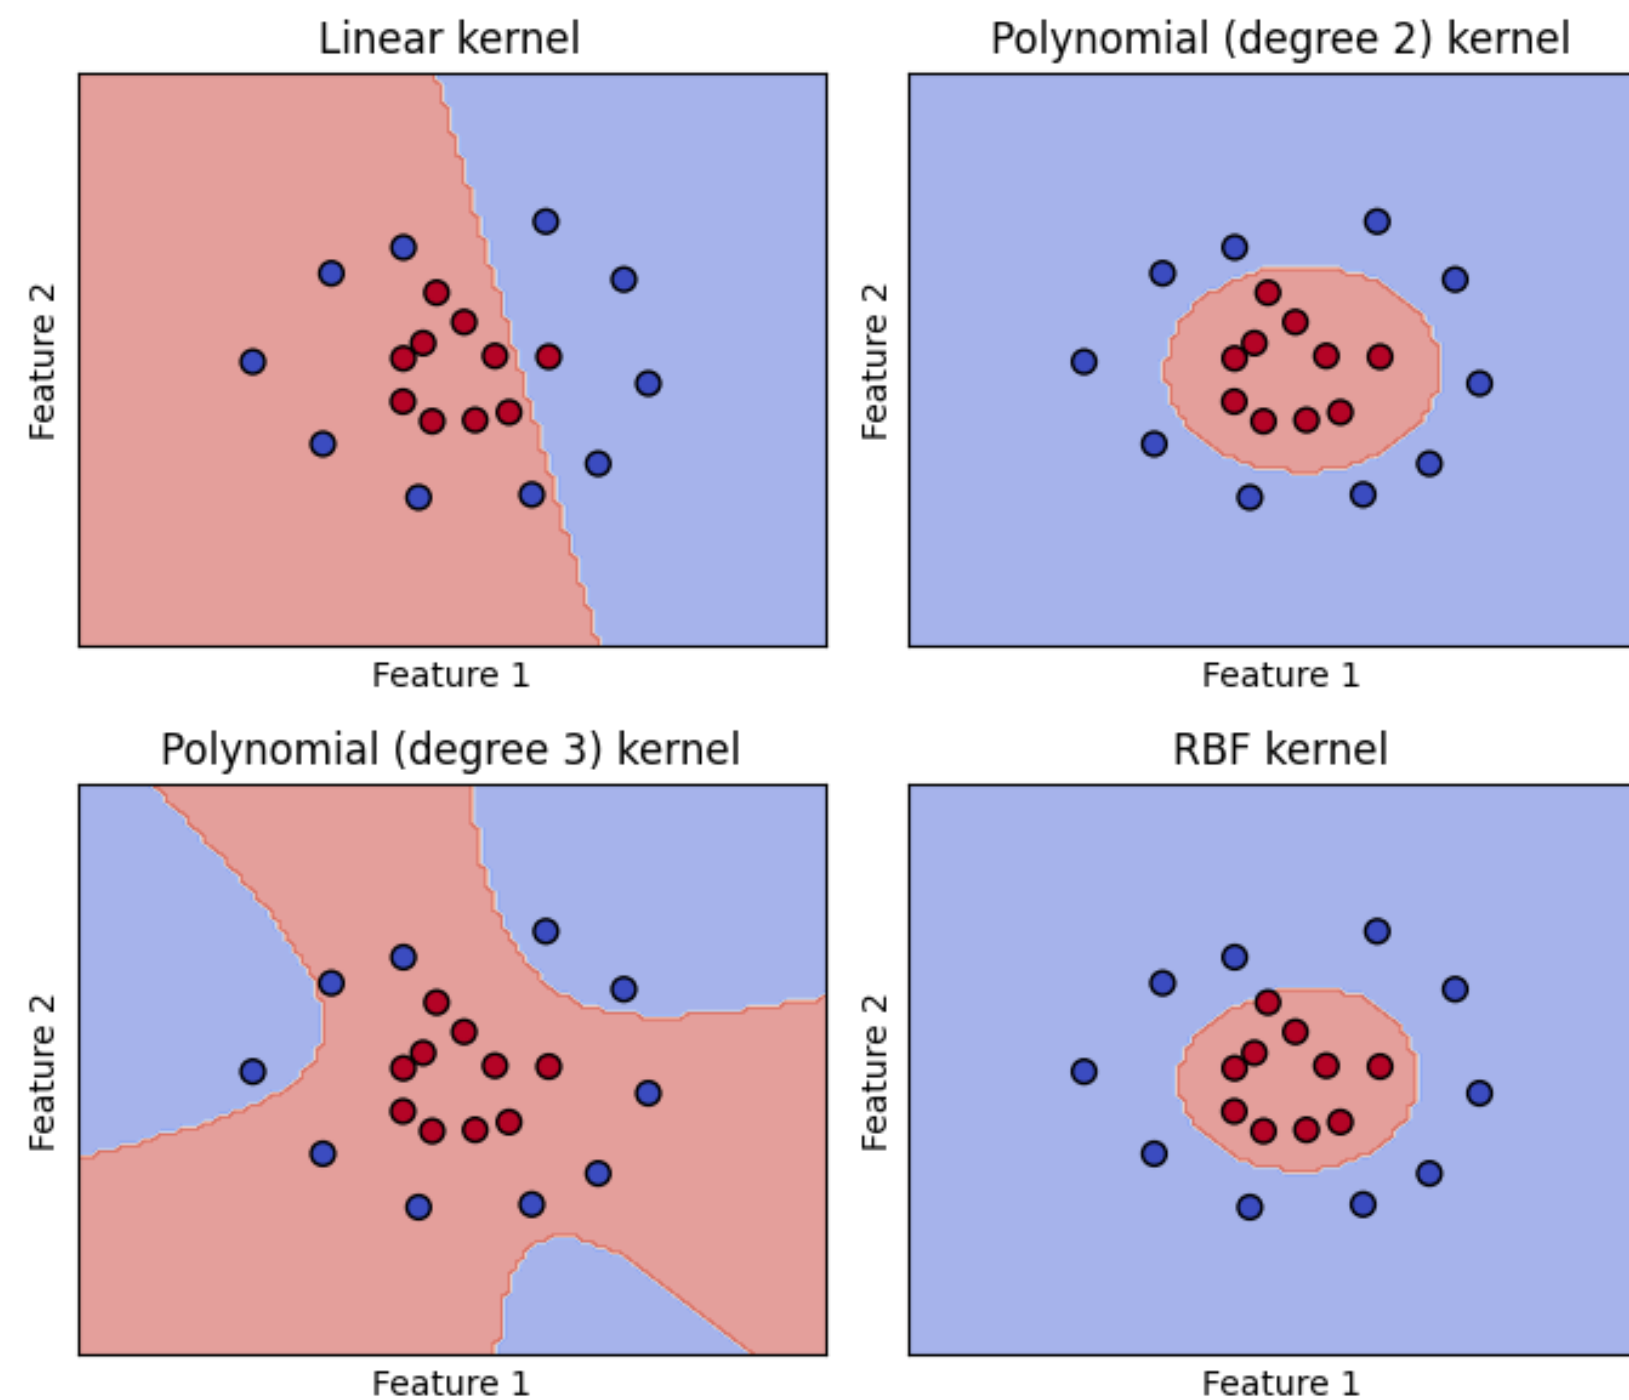 Linear kernel
Polynomial (degree 2) kernel
Feature 2
Feature 2
Feature 1
Feature 1
Polynomial (degree 3) kernel
RBF kernel
Feature 2
Feature 2
Feature 1
Feature 1